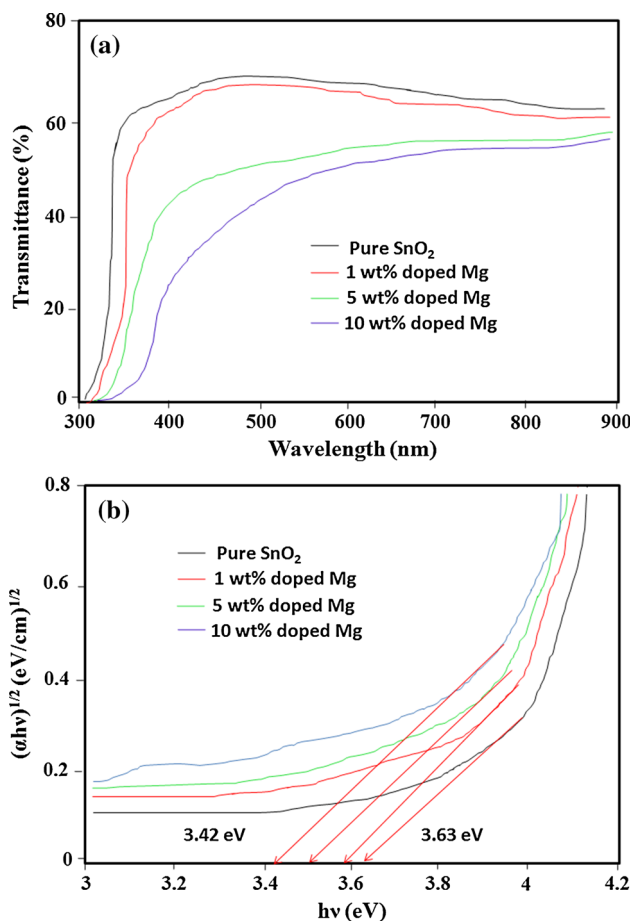 (a)
80
60
40
20
0
Transmittance (%)
Pure SnO₂
1 wt% doped Mg
5 wt% doped Mg
10 wt% doped Mg
300 400 500 600 700 800 900
Wavelength (nm)
(b)
0.8
0.6
0.4
0.2
0
(αhν)^1/2 (eV/cm)^1/2
Pure SnO₂
1 wt% doped Mg
5 wt% doped Mg
10 wt% doped Mg
3.42 eV 3.63 eV
3 3.2 3.4 3.6 3.8 4 4.2
hν (eV)